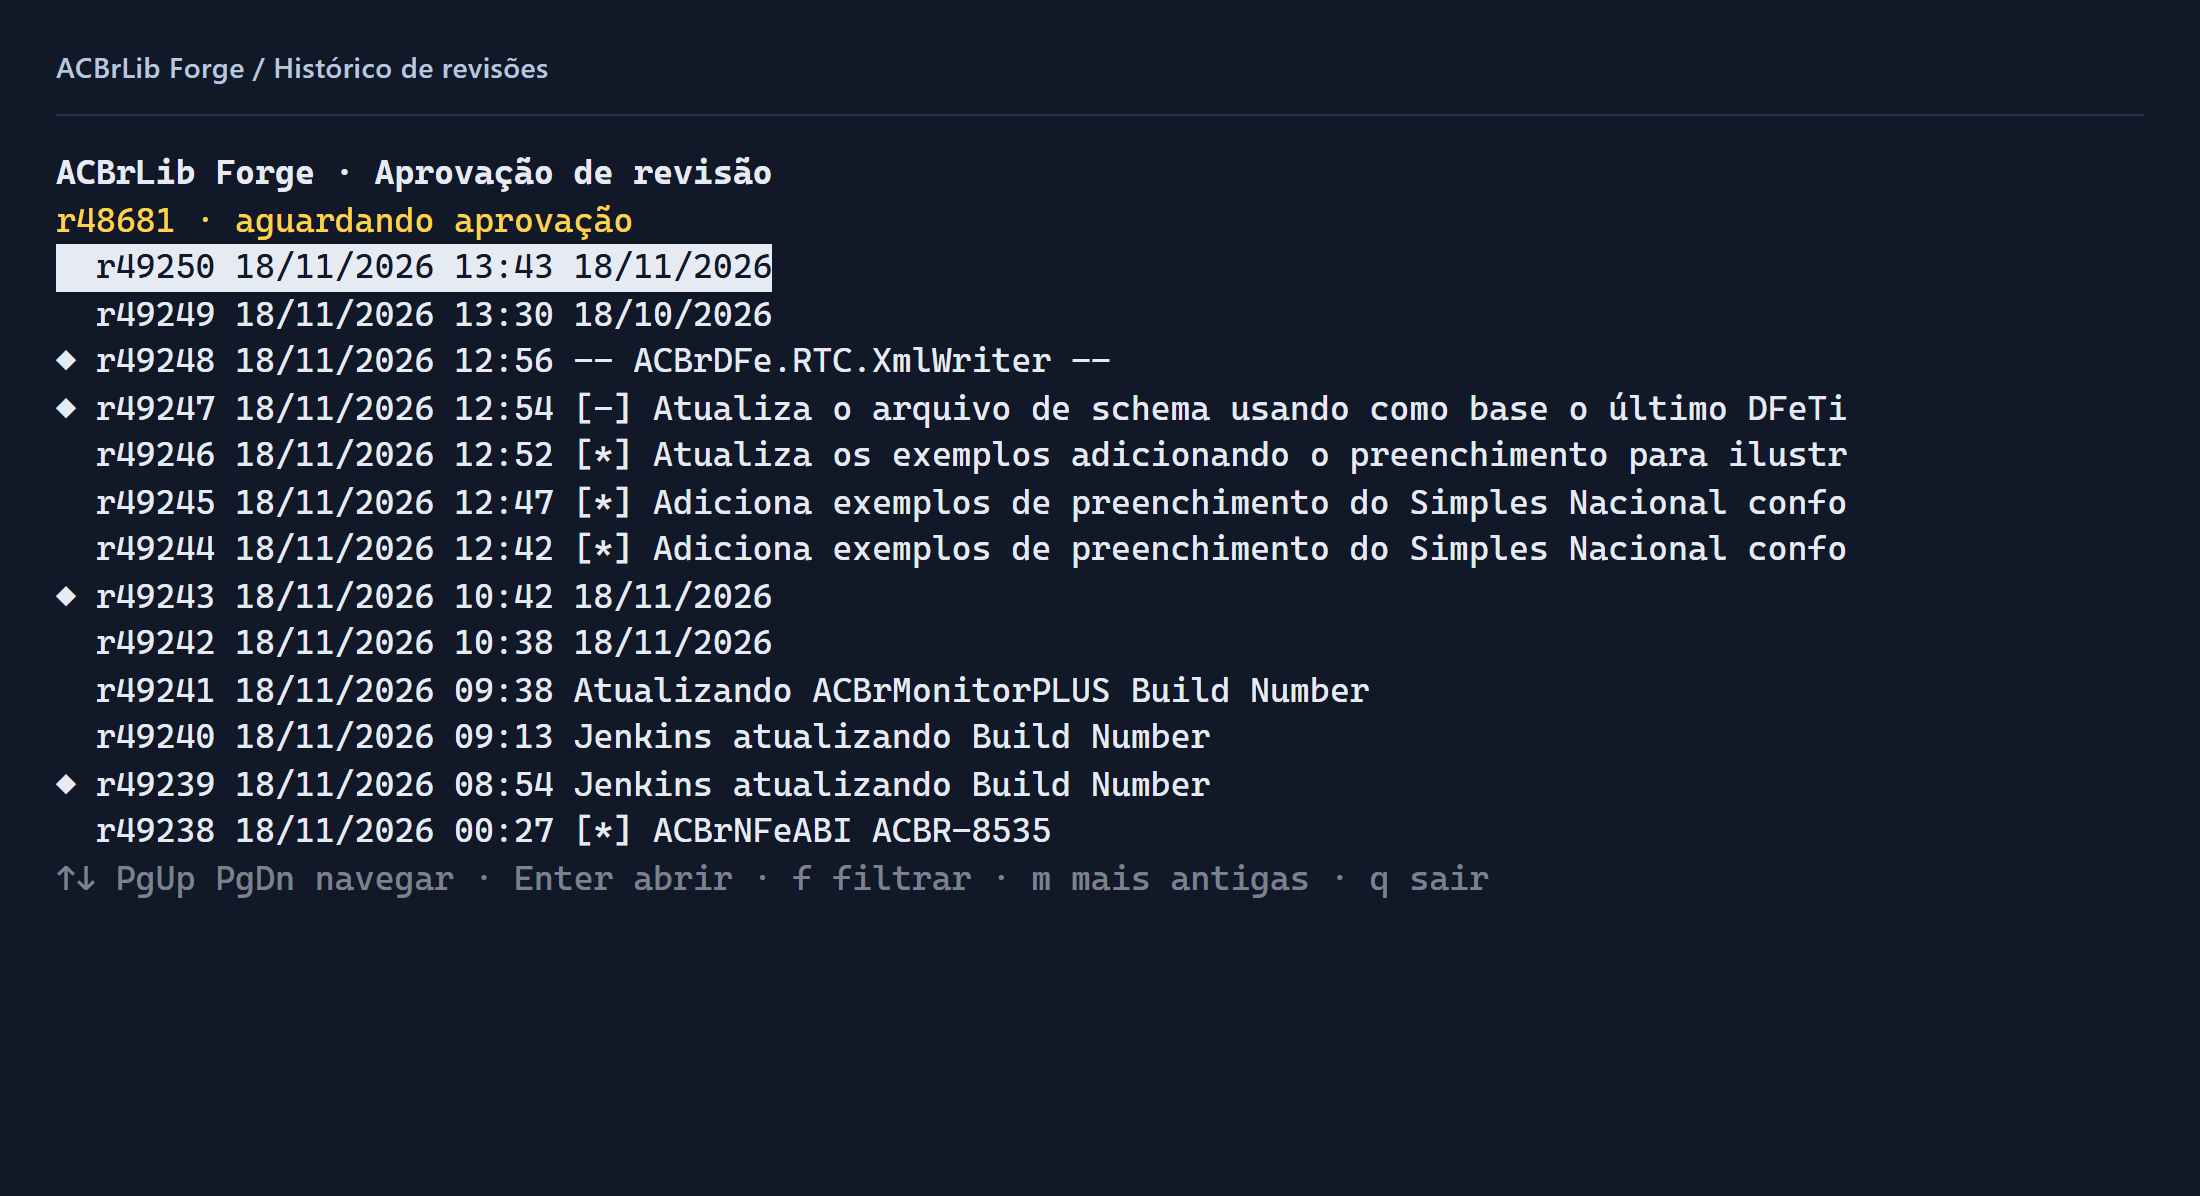 ACBrLib Forge / Histórico de revisões
ACBrLib Forge · Aprovação de revisão
r48681 · aguardando aprovação
r49250 18/11/2026 13:43 18/11/2026
r49249 18/11/2026 13:30 18/10/2026
◆ r49248 18/11/2026 12:56 -- ACBrDFe.RTC.XmlWriter --
◆ r49247 18/11/2026 12:54 [-] Atualiza o arquivo de schema usando como base o último DFeTi
r49246 18/11/2026 12:52 [*] Atualiza os exemplos adicionando o preenchimento para ilustr
r49245 18/11/2026 12:47 [*] Adiciona exemplos de preenchimento do Simples Nacional confo
r49244 18/11/2026 12:42 [*] Adiciona exemplos de preenchimento do Simples Nacional confo
◆ r49243 18/11/2026 10:42 18/11/2026
r49242 18/11/2026 10:38 18/11/2026
r49241 18/11/2026 09:38 Atualizando ACBrMonitorPLUS Build Number
r49240 18/11/2026 09:13 Jenkins atualizando Build Number
◆ r49239 18/11/2026 08:54 Jenkins atualizando Build Number
r49238 18/11/2026 00:27 [*] ACBrNFeABI ACBR-8535
↑↓ PgUp PgDn navegar · Enter abrir · f filtrar · m mais antigas · q sair